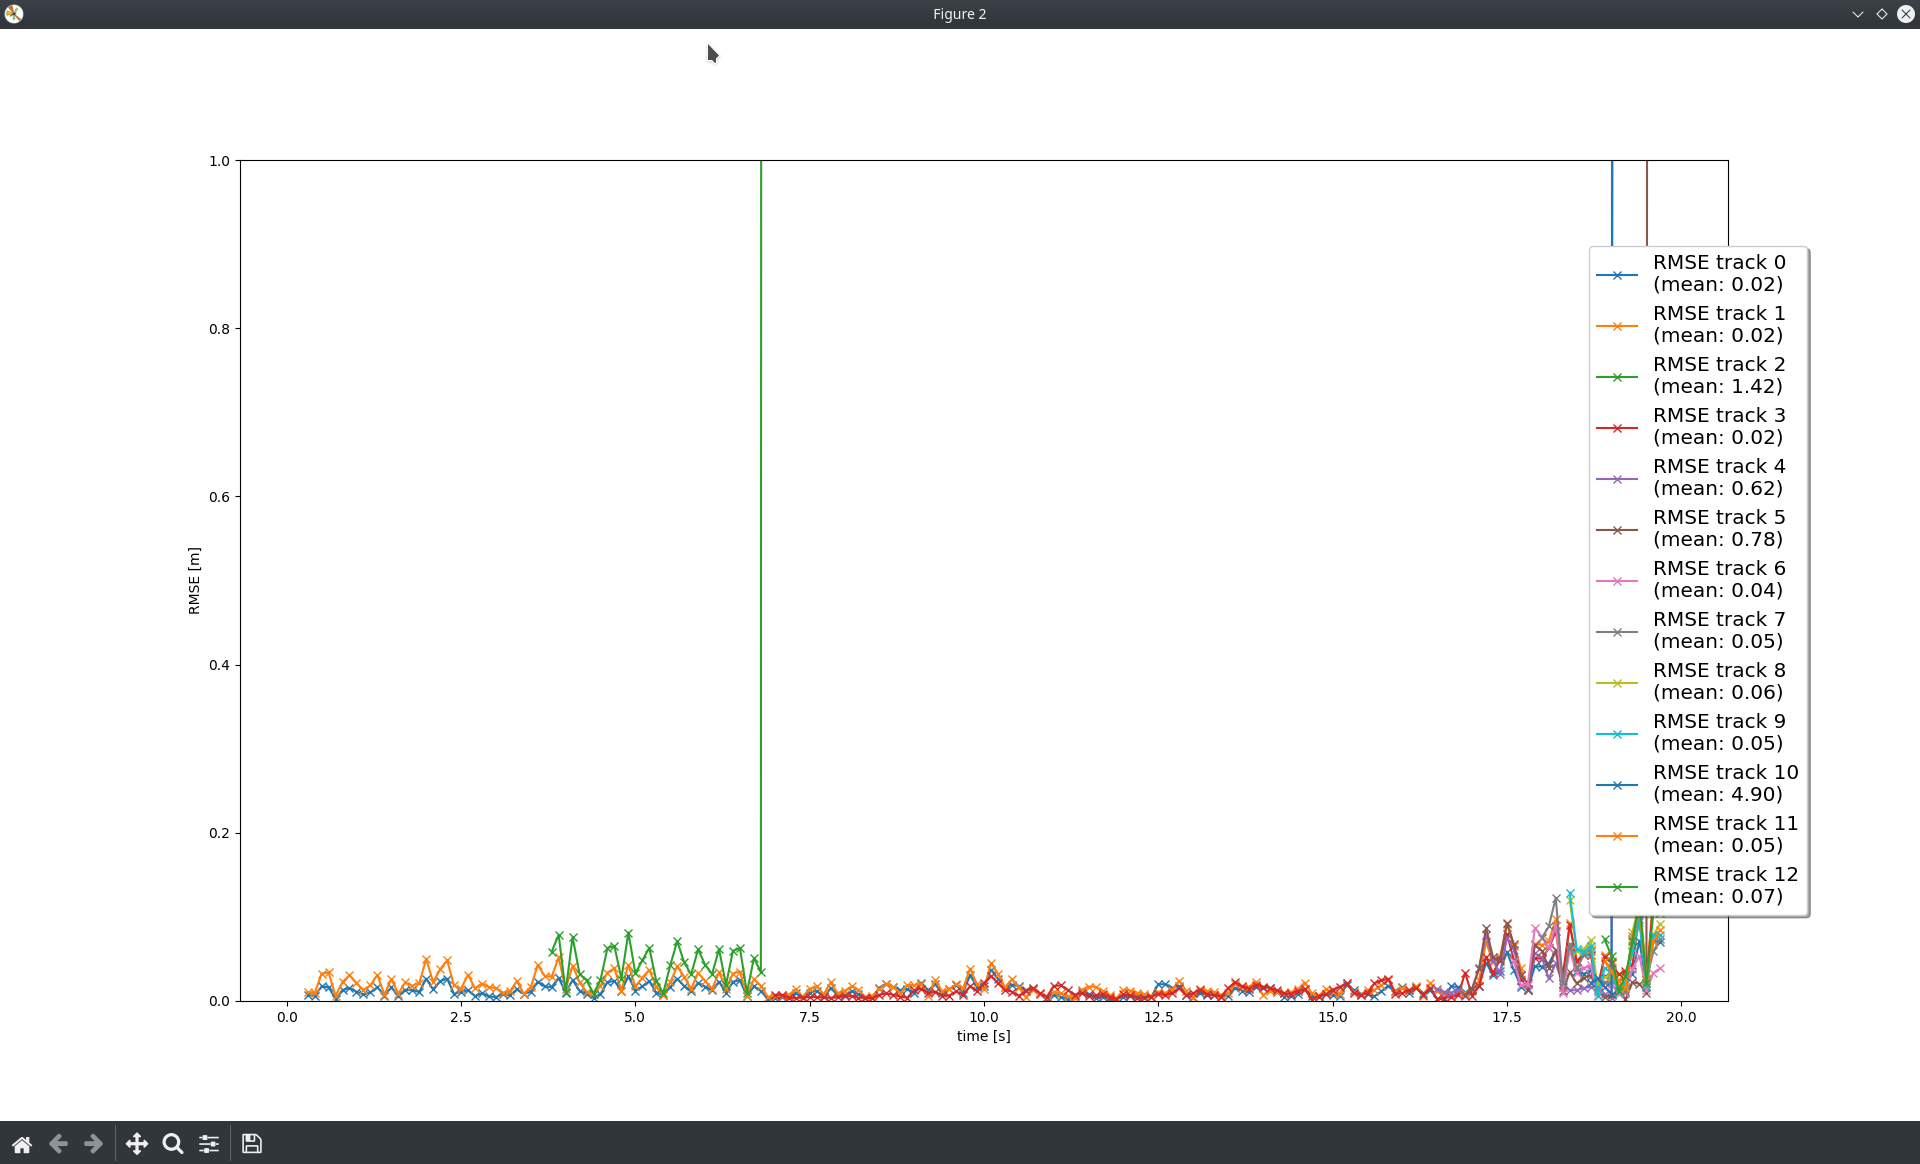 Figure 2
1.0
0.8
0.6
0.4
0.2
0.0
RMSE [m]
0.0 2.5 5.0 7.5 10.0 12.5 15.0 17.5 20.0
time [s]
RMSE track 0
(mean: 0.02)
RMSE track 1
(mean: 0.02)
RMSE track 2
(mean: 1.42)
RMSE track 3
(mean: 0.02)
RMSE track 4
(mean: 0.62)
RMSE track 5
(mean: 0.78)
RMSE track 6
(mean: 0.04)
RMSE track 7
(mean: 0.05)
RMSE track 8
(mean: 0.06)
RMSE track 9
(mean: 0.05)
RMSE track 10
(mean: 4.90)
RMSE track 11
(mean: 0.05)
RMSE track 12
(mean: 0.07)